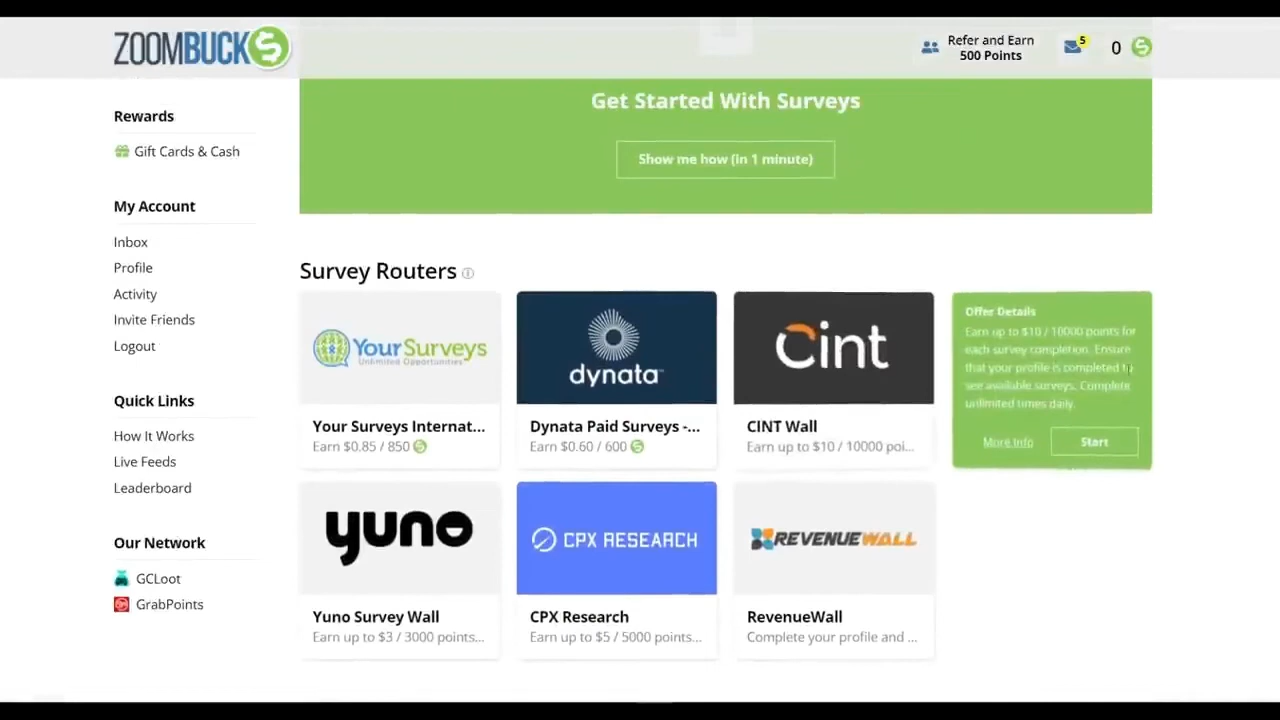 ZOOMBUCK$
Refer and Earn
500 Points
5
0
Rewards
Gift Cards & Cash
My Account
Inbox
Profile
Activity
Invite Friends
Logout
Quick Links
How It Works
Live Feeds
Leaderboard
Our Network
GCLoot
GrabPoints
Get Started With Surveys
Show me how (in 1 minute)
Survey Routers
YourSurveys
Unlimited Opportunities
Your Surveys Internat...
Earn $0.85 / 850
dynata
Dynata Paid Surveys -...
Earn $0.60 / 600
Cint
CINT Wall
Earn up to $10 / 10000 poi...
Offer Details
Earn up to $10 / 10000 points for
each survey completion. Ensure
that your profile is completed to
see available surveys. Complete
unlimited times daily.
More Info
Start
yuno
Yuno Survey Wall
Earn up to $3 / 3000 points...
CPX RESEARCH
CPX Research
Earn up to $5 / 5000 points...
REVENUEWALL
RevenueWall
Complete your profile and ...